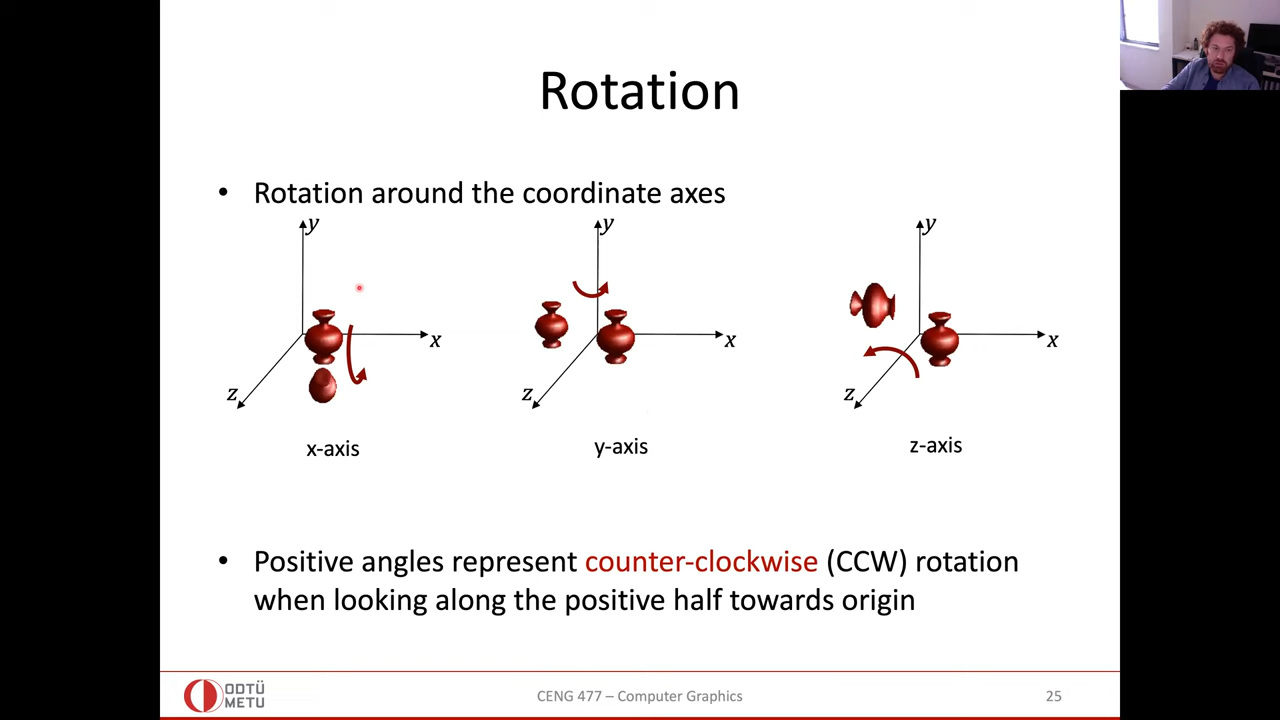 Rotation
• Rotation around the coordinate axes
y
x
z
x-axis
y
x
z
y-axis
y
x
z
z-axis
• Positive angles represent counter-clockwise (CCW) rotation
when looking along the positive half towards origin
ODTÜ
METU
CENG 477 – Computer Graphics
25